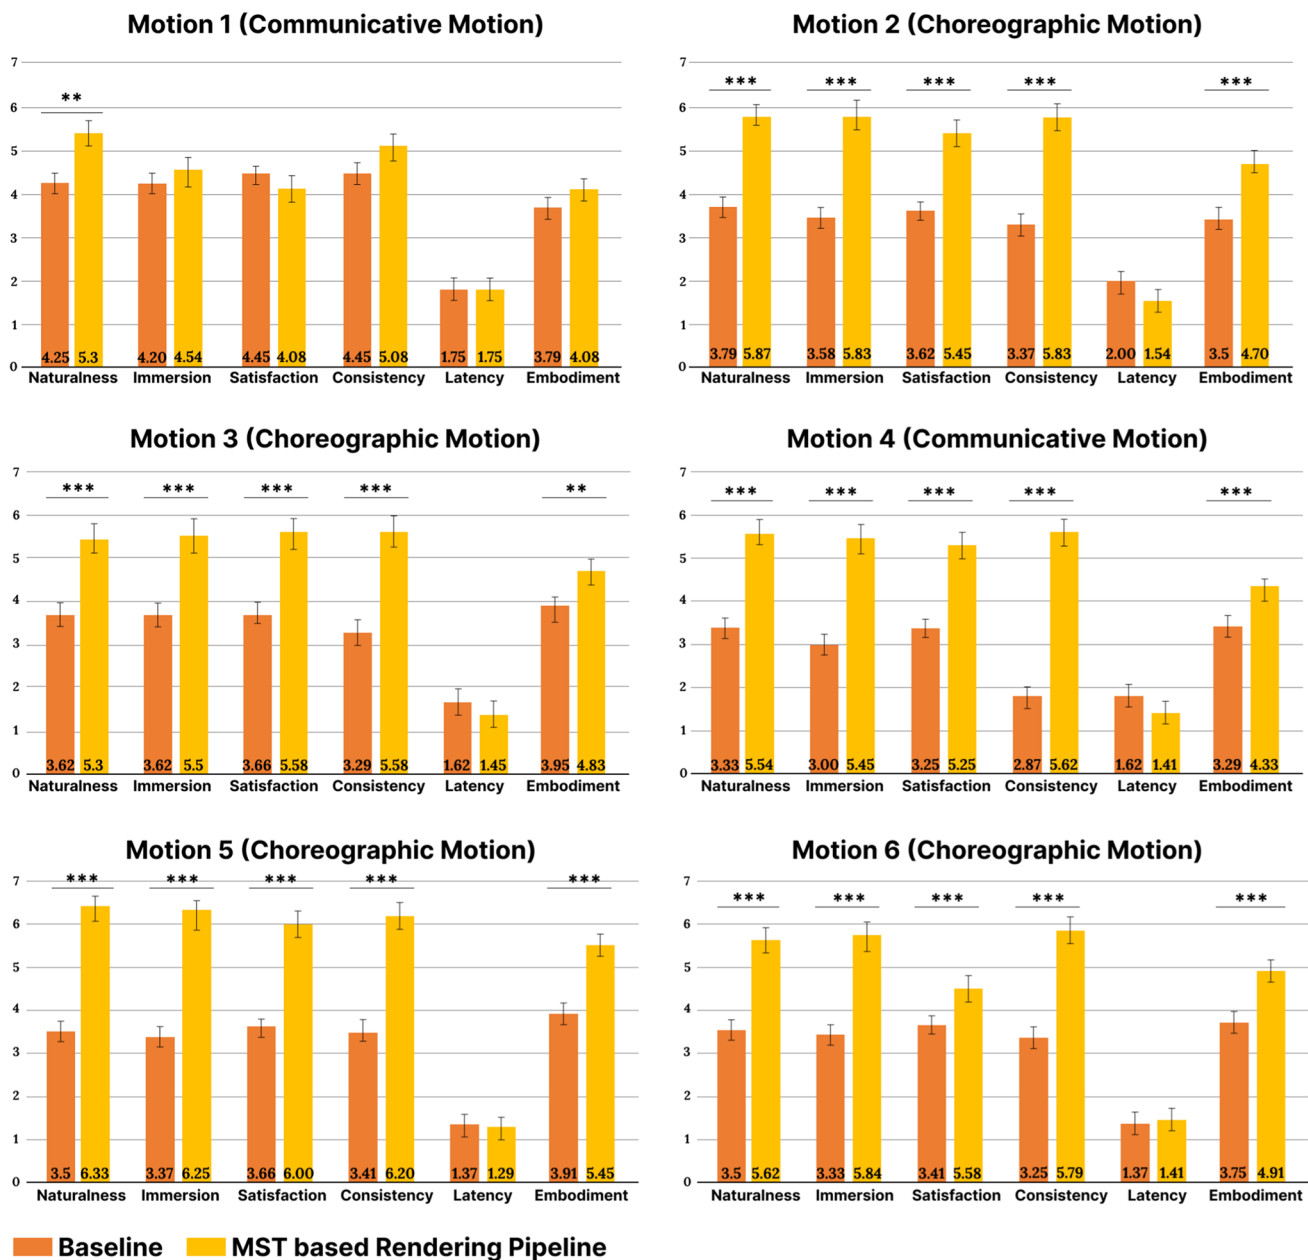 Motion 1 (Communicative Motion)
7
6
5
4
3
2
1
0
**
4.25 5.3 4.20 4.54 4.45 4.08 4.45 5.08 1.75 1.75 3.79 4.08
Naturalness Immersion Satisfaction Consistency Latency Embodiment
Motion 2 (Choreographic Motion)
7
6
5
4
3
2
1
0
*** *** *** *** ***
3.79 5.87 3.58 5.83 3.62 5.45 3.37 5.83 2.00 1.54 3.5 4.70
Naturalness Immersion Satisfaction Consistency Latency Embodiment
Motion 3 (Choreographic Motion)
7
6
5
4
3
2
1
0
*** *** *** *** **
3.62 5.3 3.62 5.5 3.66 5.58 3.29 5.58 1.62 1.45 3.95 4.83
Naturalness Immersion Satisfaction Consistency Latency Embodiment
Motion 4 (Communicative Motion)
7
6
5
4
3
2
1
0
*** *** *** *** ***
3.33 5.54 3.00 5.45 3.25 5.25 2.87 5.62 1.62 1.41 3.29 4.33
Naturalness Immersion Satisfaction Consistency Latency Embodiment
Motion 5 (Choreographic Motion)
7
6
5
4
3
2
1
0
*** *** *** *** ***
3.5 6.33 3.37 6.25 3.66 6.00 3.41 6.20 1.37 1.29 3.91 5.45
Naturalness Immersion Satisfaction Consistency Latency Embodiment
Motion 6 (Choreographic Motion)
7
6
5
4
3
2
1
0
*** *** *** *** ***
3.5 5.62 3.33 5.84 3.41 5.58 3.25 5.79 1.37 1.41 3.75 4.91
Naturalness Immersion Satisfaction Consistency Latency Embodiment
Baseline MST based Rendering Pipeline